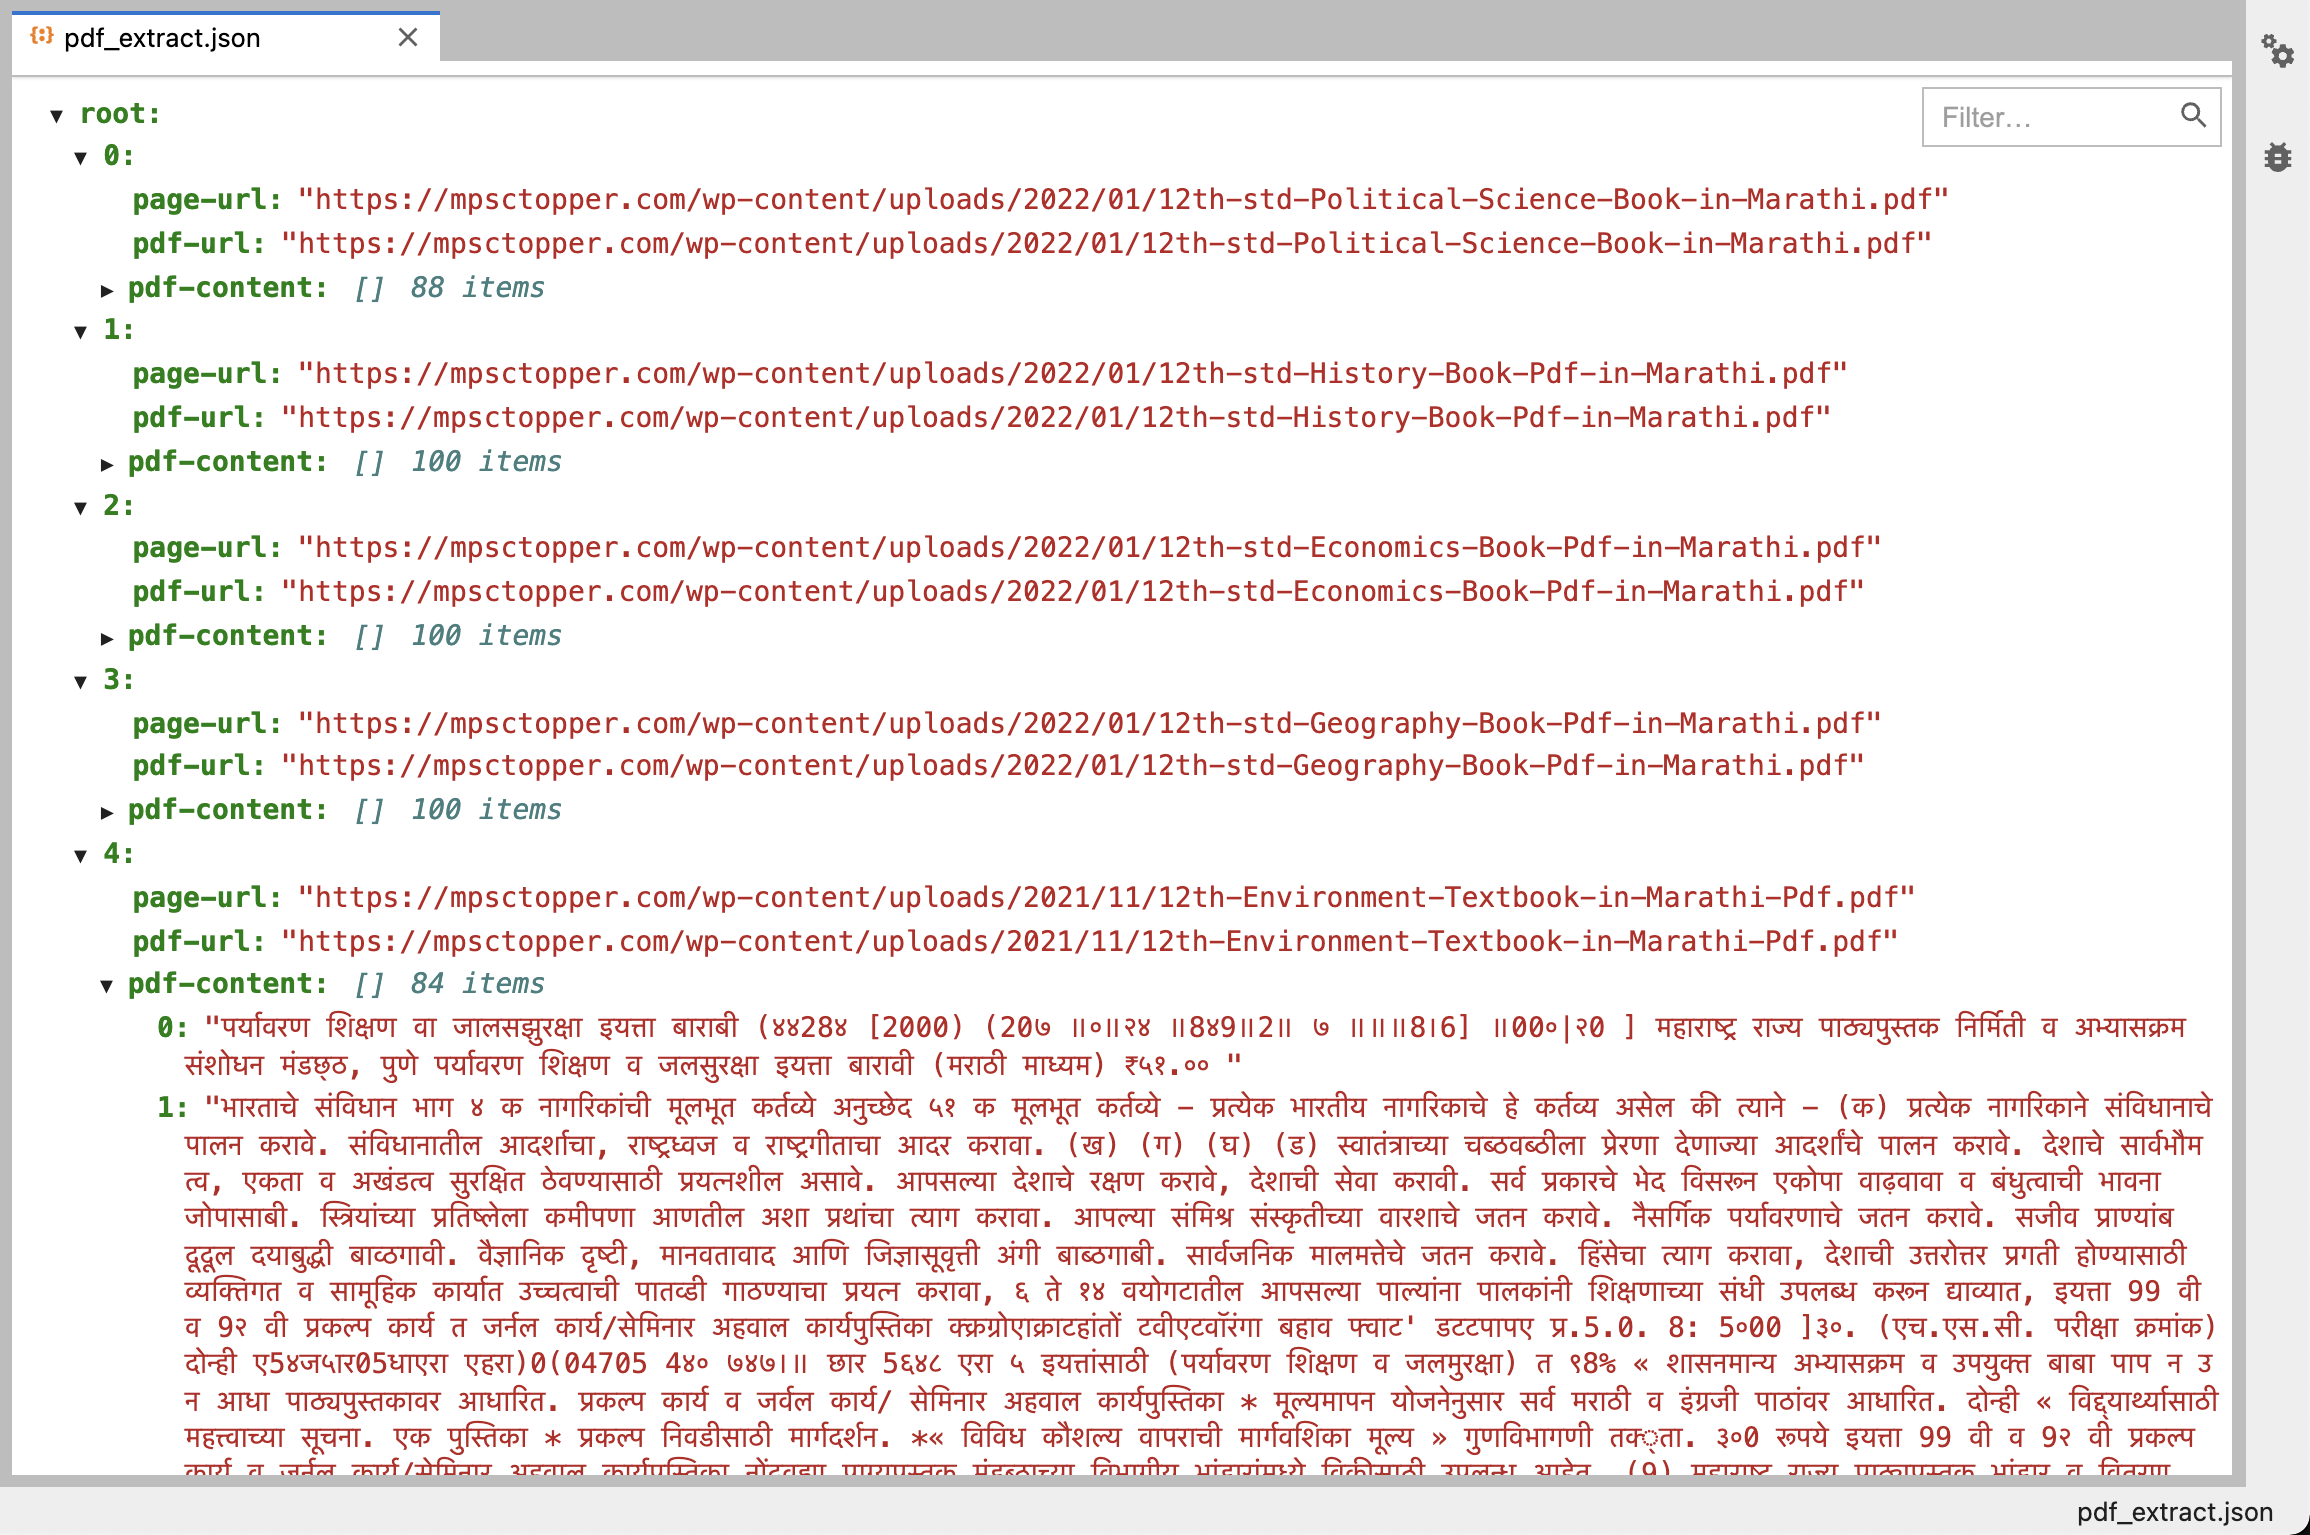 pdf_extract.json
Filter...
root:
0:
page-url: "https://mpsctopper.com/wp-content/uploads/2022/01/12th-std-Political-Science-Book-in-Marathi.pdf"
pdf-url: "https://mpsctopper.com/wp-content/uploads/2022/01/12th-std-Political-Science-Book-in-Marathi.pdf"
pdf-content: [] 88 items
1:
page-url: "https://mpsctopper.com/wp-content/uploads/2022/01/12th-std-History-Book-Pdf-in-Marathi.pdf"
pdf-url: "https://mpsctopper.com/wp-content/uploads/2022/01/12th-std-History-Book-Pdf-in-Marathi.pdf"
pdf-content: [] 100 items
2:
page-url: "https://mpsctopper.com/wp-content/uploads/2022/01/12th-std-Economics-Book-Pdf-in-Marathi.pdf"
pdf-url: "https://mpsctopper.com/wp-content/uploads/2022/01/12th-std-Economics-Book-Pdf-in-Marathi.pdf"
pdf-content: [] 100 items
3:
page-url: "https://mpsctopper.com/wp-content/uploads/2022/01/12th-std-Geography-Book-Pdf-in-Marathi.pdf"
pdf-url: "https://mpsctopper.com/wp-content/uploads/2022/01/12th-std-Geography-Book-Pdf-in-Marathi.pdf"
pdf-content: [] 100 items
4:
page-url: "https://mpsctopper.com/wp-content/uploads/2021/11/12th-Environment-Textbook-in-Marathi-Pdf.pdf"
pdf-url: "https://mpsctopper.com/wp-content/uploads/2021/11/12th-Environment-Textbook-in-Marathi-Pdf.pdf"
pdf-content: [] 84 items
0: "पर्यावरण शिक्षण वा जालसझुरक्षा इयत्ता बाराबी (४४28४ [2000) (20७ ॥०॥२४ ॥8४9॥2॥ ७ ॥॥॥8।6] ॥00०|२0 ] महाराष्ट्र राज्य पाठ्यपुस्तक निर्मिती व अभ्यासक्रम
संशोधन मंडछ्ठ, पुणे पर्यावरण शिक्षण व जलसुरक्षा इयत्ता बारावी (मराठी माध्यम) ₹५१.०० "
1: "भारताचे संविधान भाग ४ क नागरिकांची मूलभूत कर्तव्ये अनुच्छेद ५१ क मूलभूत कर्तव्ये – प्रत्येक भारतीय नागरिकाचे हे कर्तव्य असेल की त्याने – (क) प्रत्येक नागरिकाने संविधानाचे
पालन करावे. संविधानातील आदर्शाचा, राष्ट्रध्वज व राष्ट्रगीताचा आदर करावा. (ख) (ग) (घ) (ड) स्वातंत्राच्या चब्ठवब्ठीला प्रेरणा देणाज्या आदर्शांचे पालन करावे. देशाचे सार्वभौम
त्व, एकता व अखंडत्व सुरक्षित ठेवण्यासाठी प्रयत्नशील असावे. आपसल्या देशाचे रक्षण करावे, देशाची सेवा करावी. सर्व प्रकारचे भेद विसरून एकोपा वाढ़वावा व बंधुत्वाची भावना
जोपासाबी. स्त्रियांच्या प्रतिष्लेला कमीपणा आणतील अशा प्रथांचा त्याग करावा. आपल्या संमिश्र संस्कृतीच्या वारशाचे जतन करावे. नैसर्गिक पर्यावरणाचे जतन करावे. सजीव प्राण्यांब
दूदूल दयाबुद्धी बाव्ठगावी. वैज्ञानिक दृष्टी, मानवतावाद आणि जिज्ञासूवृत्ती अंगी बाब्ठगाबी. सार्वजनिक मालमत्तेचे जतन करावे. हिंसेचा त्याग करावा, देशाची उत्तरोत्तर प्रगती होण्यासाठी
व्यक्तिगत व सामूहिक कार्यात उच्चत्वाची पातव्डी गाठण्याचा प्रयत्न करावा, ६ ते १४ वयोगटातील आपसल्या पाल्यांना पालकांनी शिक्षणाच्या संधी उपलब्ध करून द्याव्यात, इयत्ता 99 वी
व 9२ वी प्रकल्प कार्य त जर्नल कार्य/सेमिनार अहवाल कार्यपुस्तिका क्क्रग्रोएाक्राटहांतों टवीएटवॉरंगा बहाव फ्वाट' डटटपापए प्र.5.0. 8: 5०00 ]३०. (एच.एस.सी. परीक्षा क्रमांक)
दोन्ही ए5४ज५ार05धाएरा एहरा)0(04705 4४० ७४७।॥ छार 5६४८ एरा ५ इयत्तांसाठी (पर्यावरण शिक्षण व जलमुरक्षा) त ९8% « शासनमान्य अभ्यासक्रम व उपयुक्त बाबा पाप न उ
न आधा पाठ्यपुस्तकावर आधारित. प्रकल्प कार्य व जर्वल कार्य/ सेमिनार अहवाल कार्यपुस्तिका * मूल्यमापन योजनेनुसार सर्व मराठी व इंग्रजी पाठांवर आधारित. दोन्ही « विद्द्यार्थ्यासाठी
महत्त्वाच्या सूचना. एक पुस्तिका * प्रकल्प निवडीसाठी मार्गदर्शन. *« विविध कौशल्य वापराची मार्गवशिका मूल्य » गुणविभागणी ३०0 रूपये इयत्ता 99 वी व 9२ वी प्रकल्प
कार्य व जर्नल कार्य/सेमिनार अहवाल कार्यपुस्तिका विभागीय उपलब्ध आहेत. (9) महाराष्ट्र राज्य पाठ्यपुस्तक भांडार व वितरण
pdf_extract.json